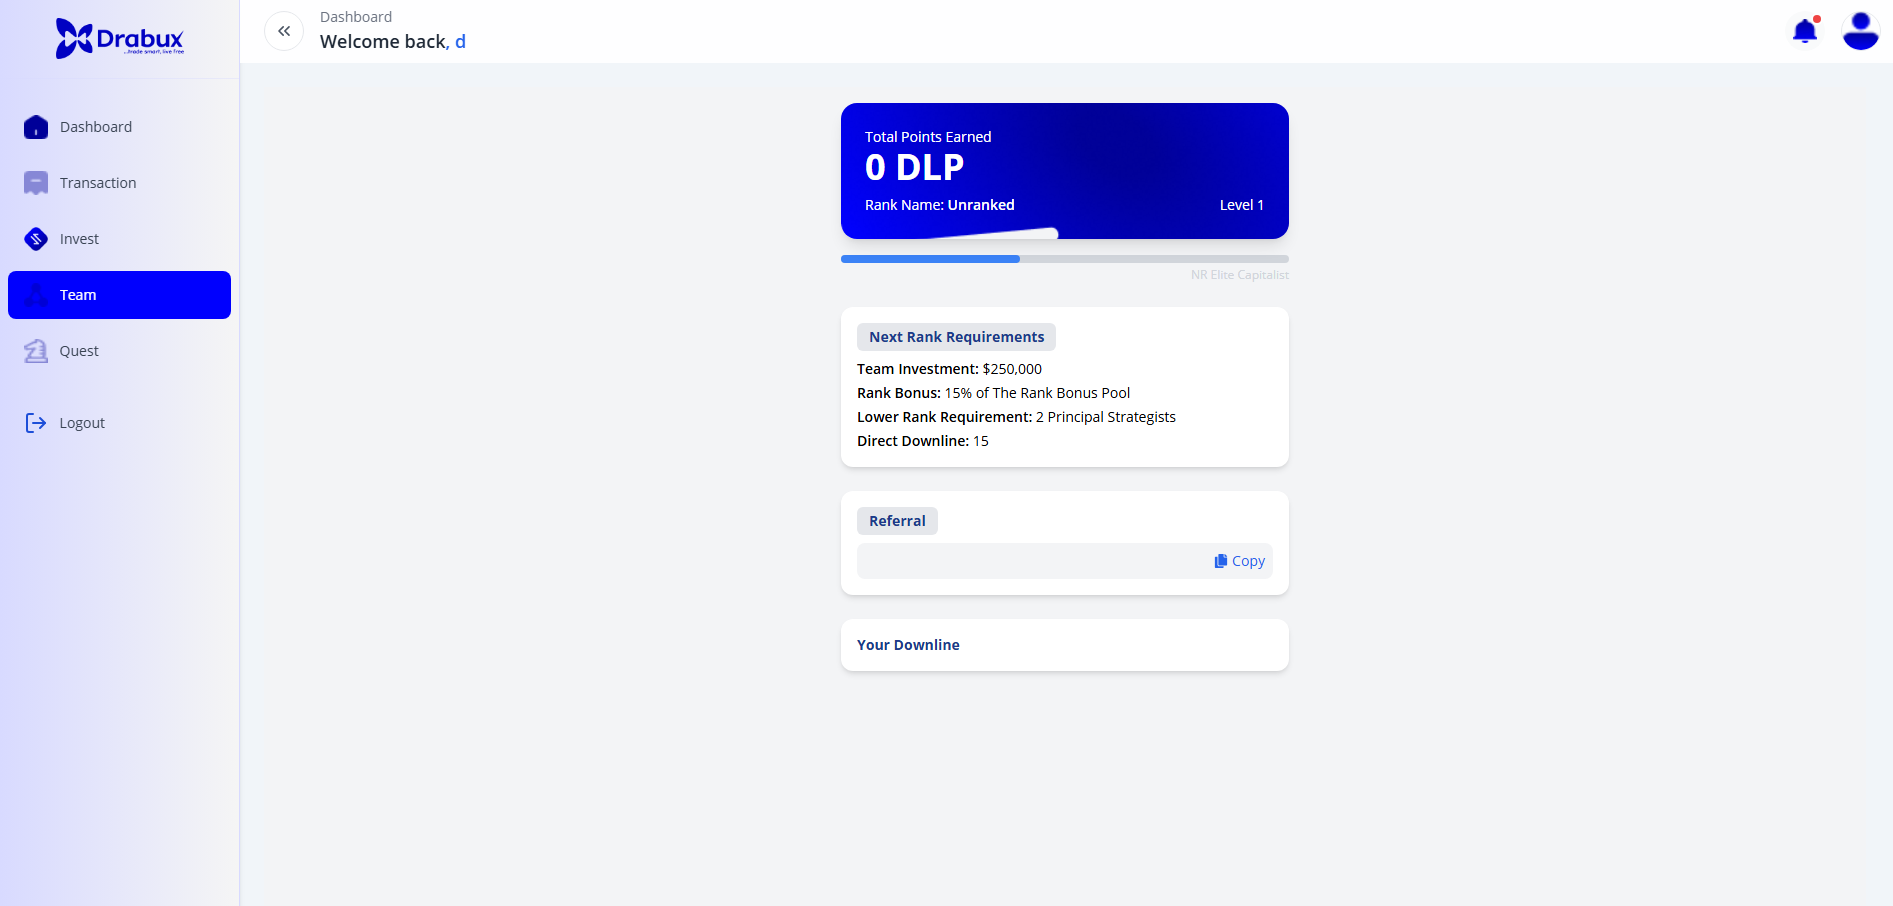 Drabux
...trade smart, live free
Dashboard
Transaction
Invest
Team
Quest
Logout
Dashboard
Welcome back, d
Total Points Earned
0 DLP
Rank Name: Unranked
Level 1
NR Elite Capitalist
Next Rank Requirements
Team Investment: $250,000
Rank Bonus: 15% of The Rank Bonus Pool
Lower Rank Requirement: 2 Principal Strategists
Direct Downline: 15
Referral
Copy
Your Downline